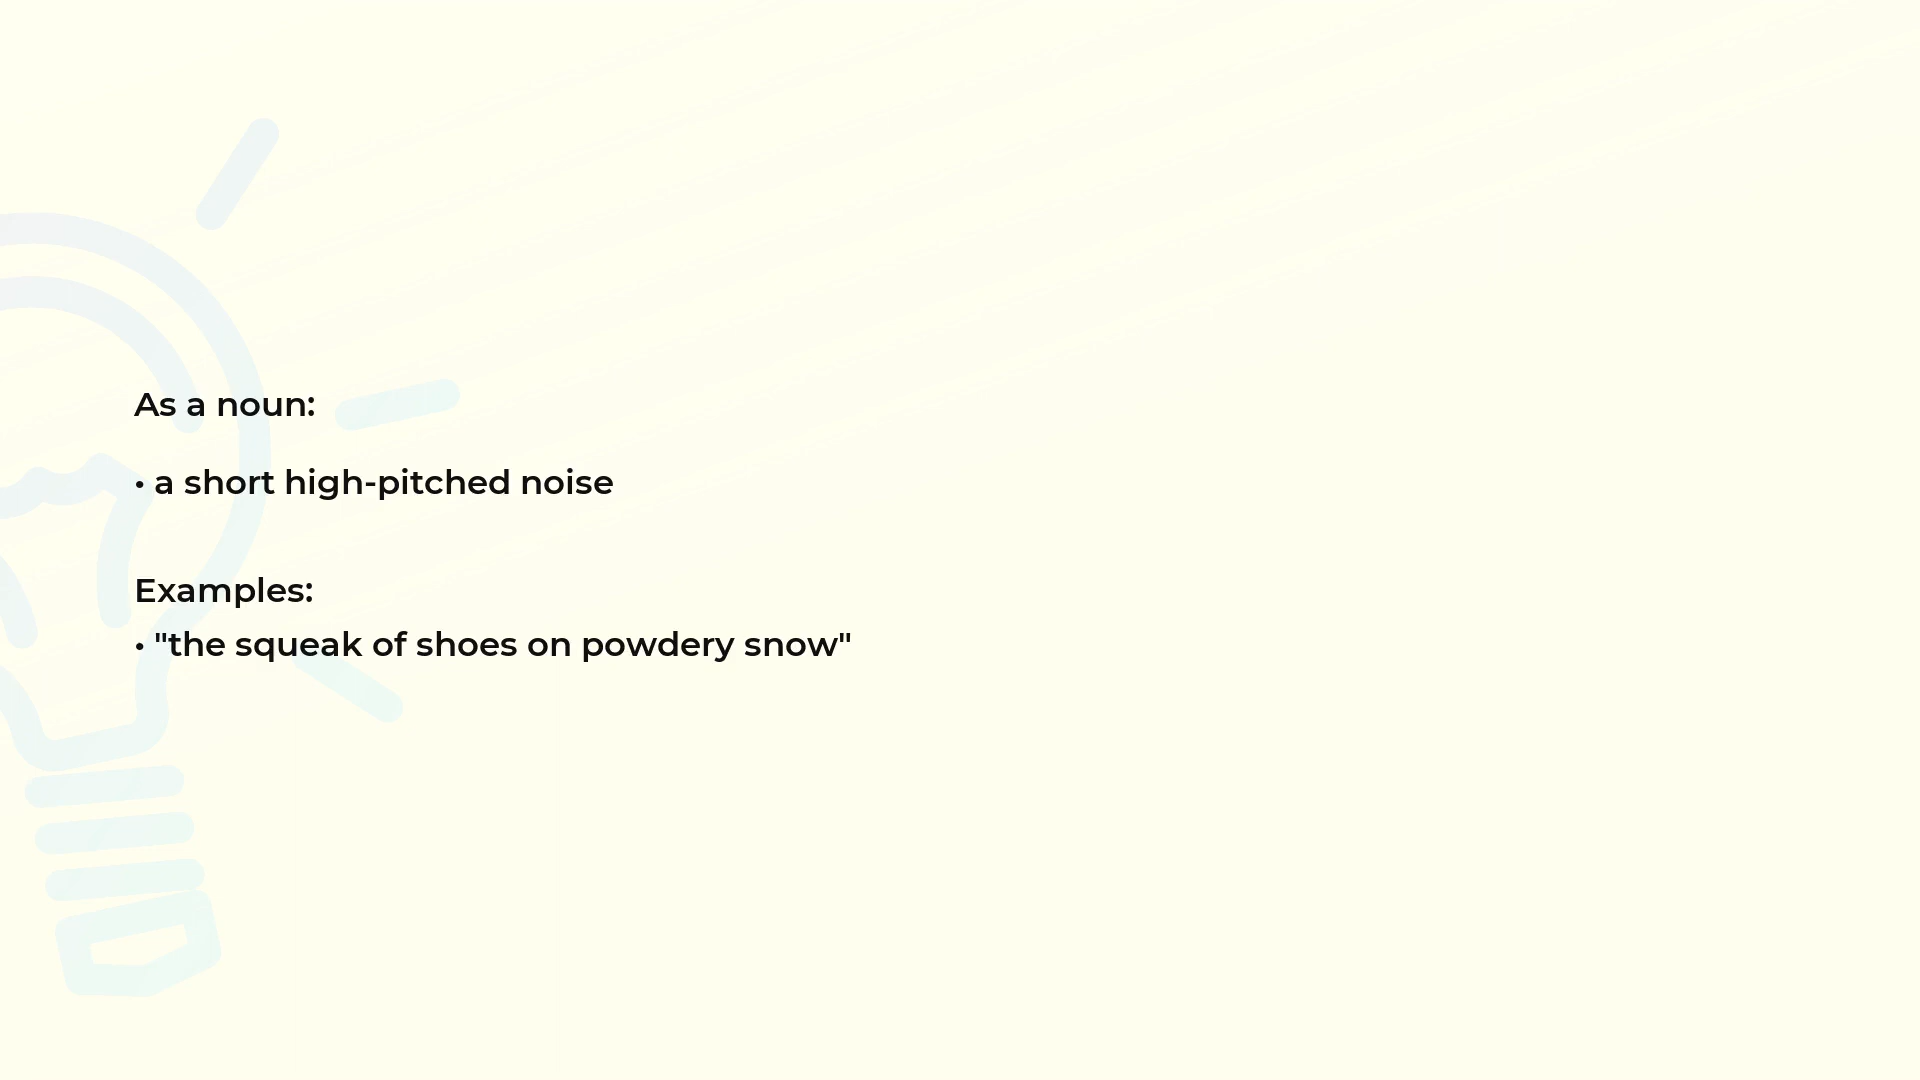 As a noun:
• a short high-pitched noise
Examples:
• "the squeak of shoes on powdery snow"